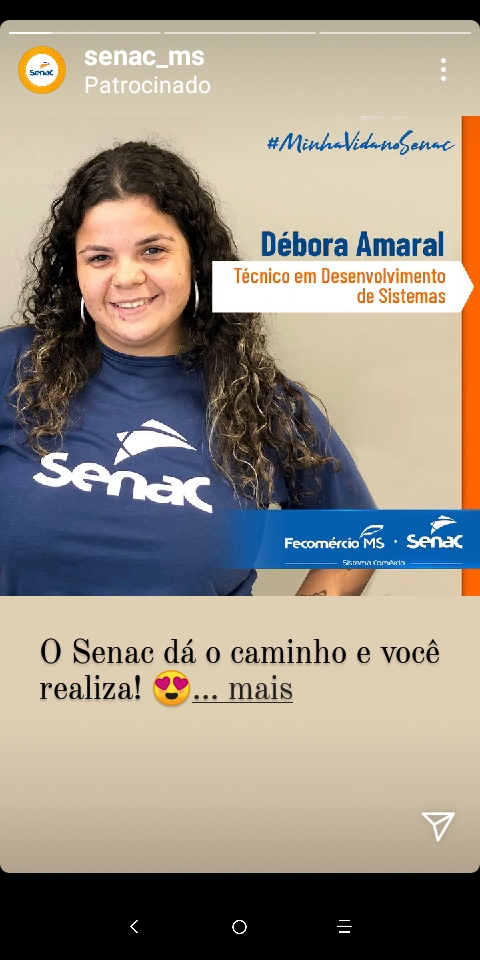 senac_ms
Patrocinado
Senac
#MinhaVidanoSenac
Débora Amaral
Técnico em Desenvolvimento
de Sistemas
Senac
Fecomércio MS · Senac
Sistema Comércio
O Senac dá o caminho e você
realiza! 😍... mais